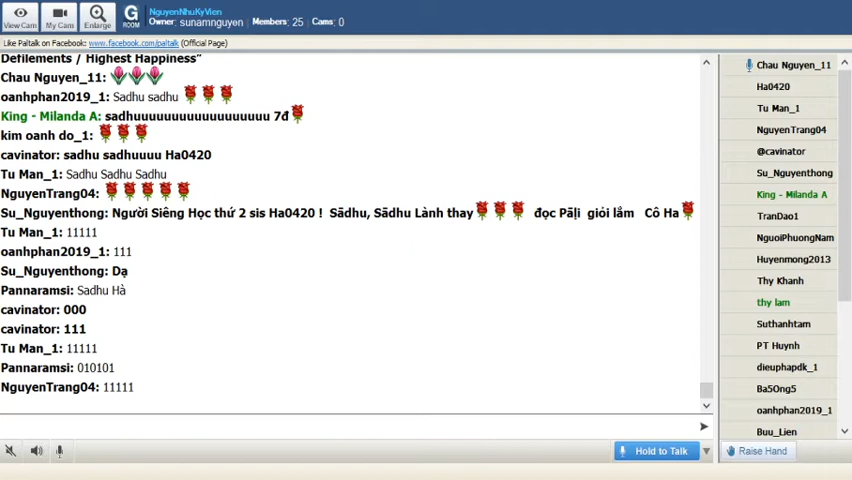 View Cam
My Cam
Enlarge
G
ROOM
NguyenNhuKyVien
Owner: sunamnguyen Members: 25 Cams: 0
Like Paltalk on Facebook: www.facebook.com/paltalk (Official Page)
Defilements / Highest Happiness"
Chau Nguyen_11:
oanhphan2019_1: Sadhu sadhu
King - Milanda A: sadhuuuuuuuuuuuuuuuuuu 7đ
kim oanh do_1:
cavinator: sadhu sadhuuuu Ha0420
Tu Man_1: Sadhu Sadhu Sadhu
NguyenTrang04:
Su_Nguyenthong: Người Siêng Học thứ 2 sis Ha0420 ! Sādhu, Sādhu Lành thay đọc Pāḷi giỏi lắm Cô Ha
Tu Man_1: 11111
oanhphan2019_1: 111
Su_Nguyenthong: Dạ
Pannaramsi: Sadhu Hà
cavinator: 000
cavinator: 111
Tu Man_1: 11111
Pannaramsi: 010101
NguyenTrang04: 11111
Hold to Talk
Chau Nguyen_11
Ha0420
Tu Man_1
NguyenTrang04
@cavinator
Su_Nguyenthong
King - Milanda A
TranDao1
NguoiPhuongNam
Huyenmong2013
Thy Khanh
thy lam
Suthanhtam
PT Huynh
dieuphapdk_1
Ba5Ong5
oanhphan2019_1
Buu_Lien
Raise Hand